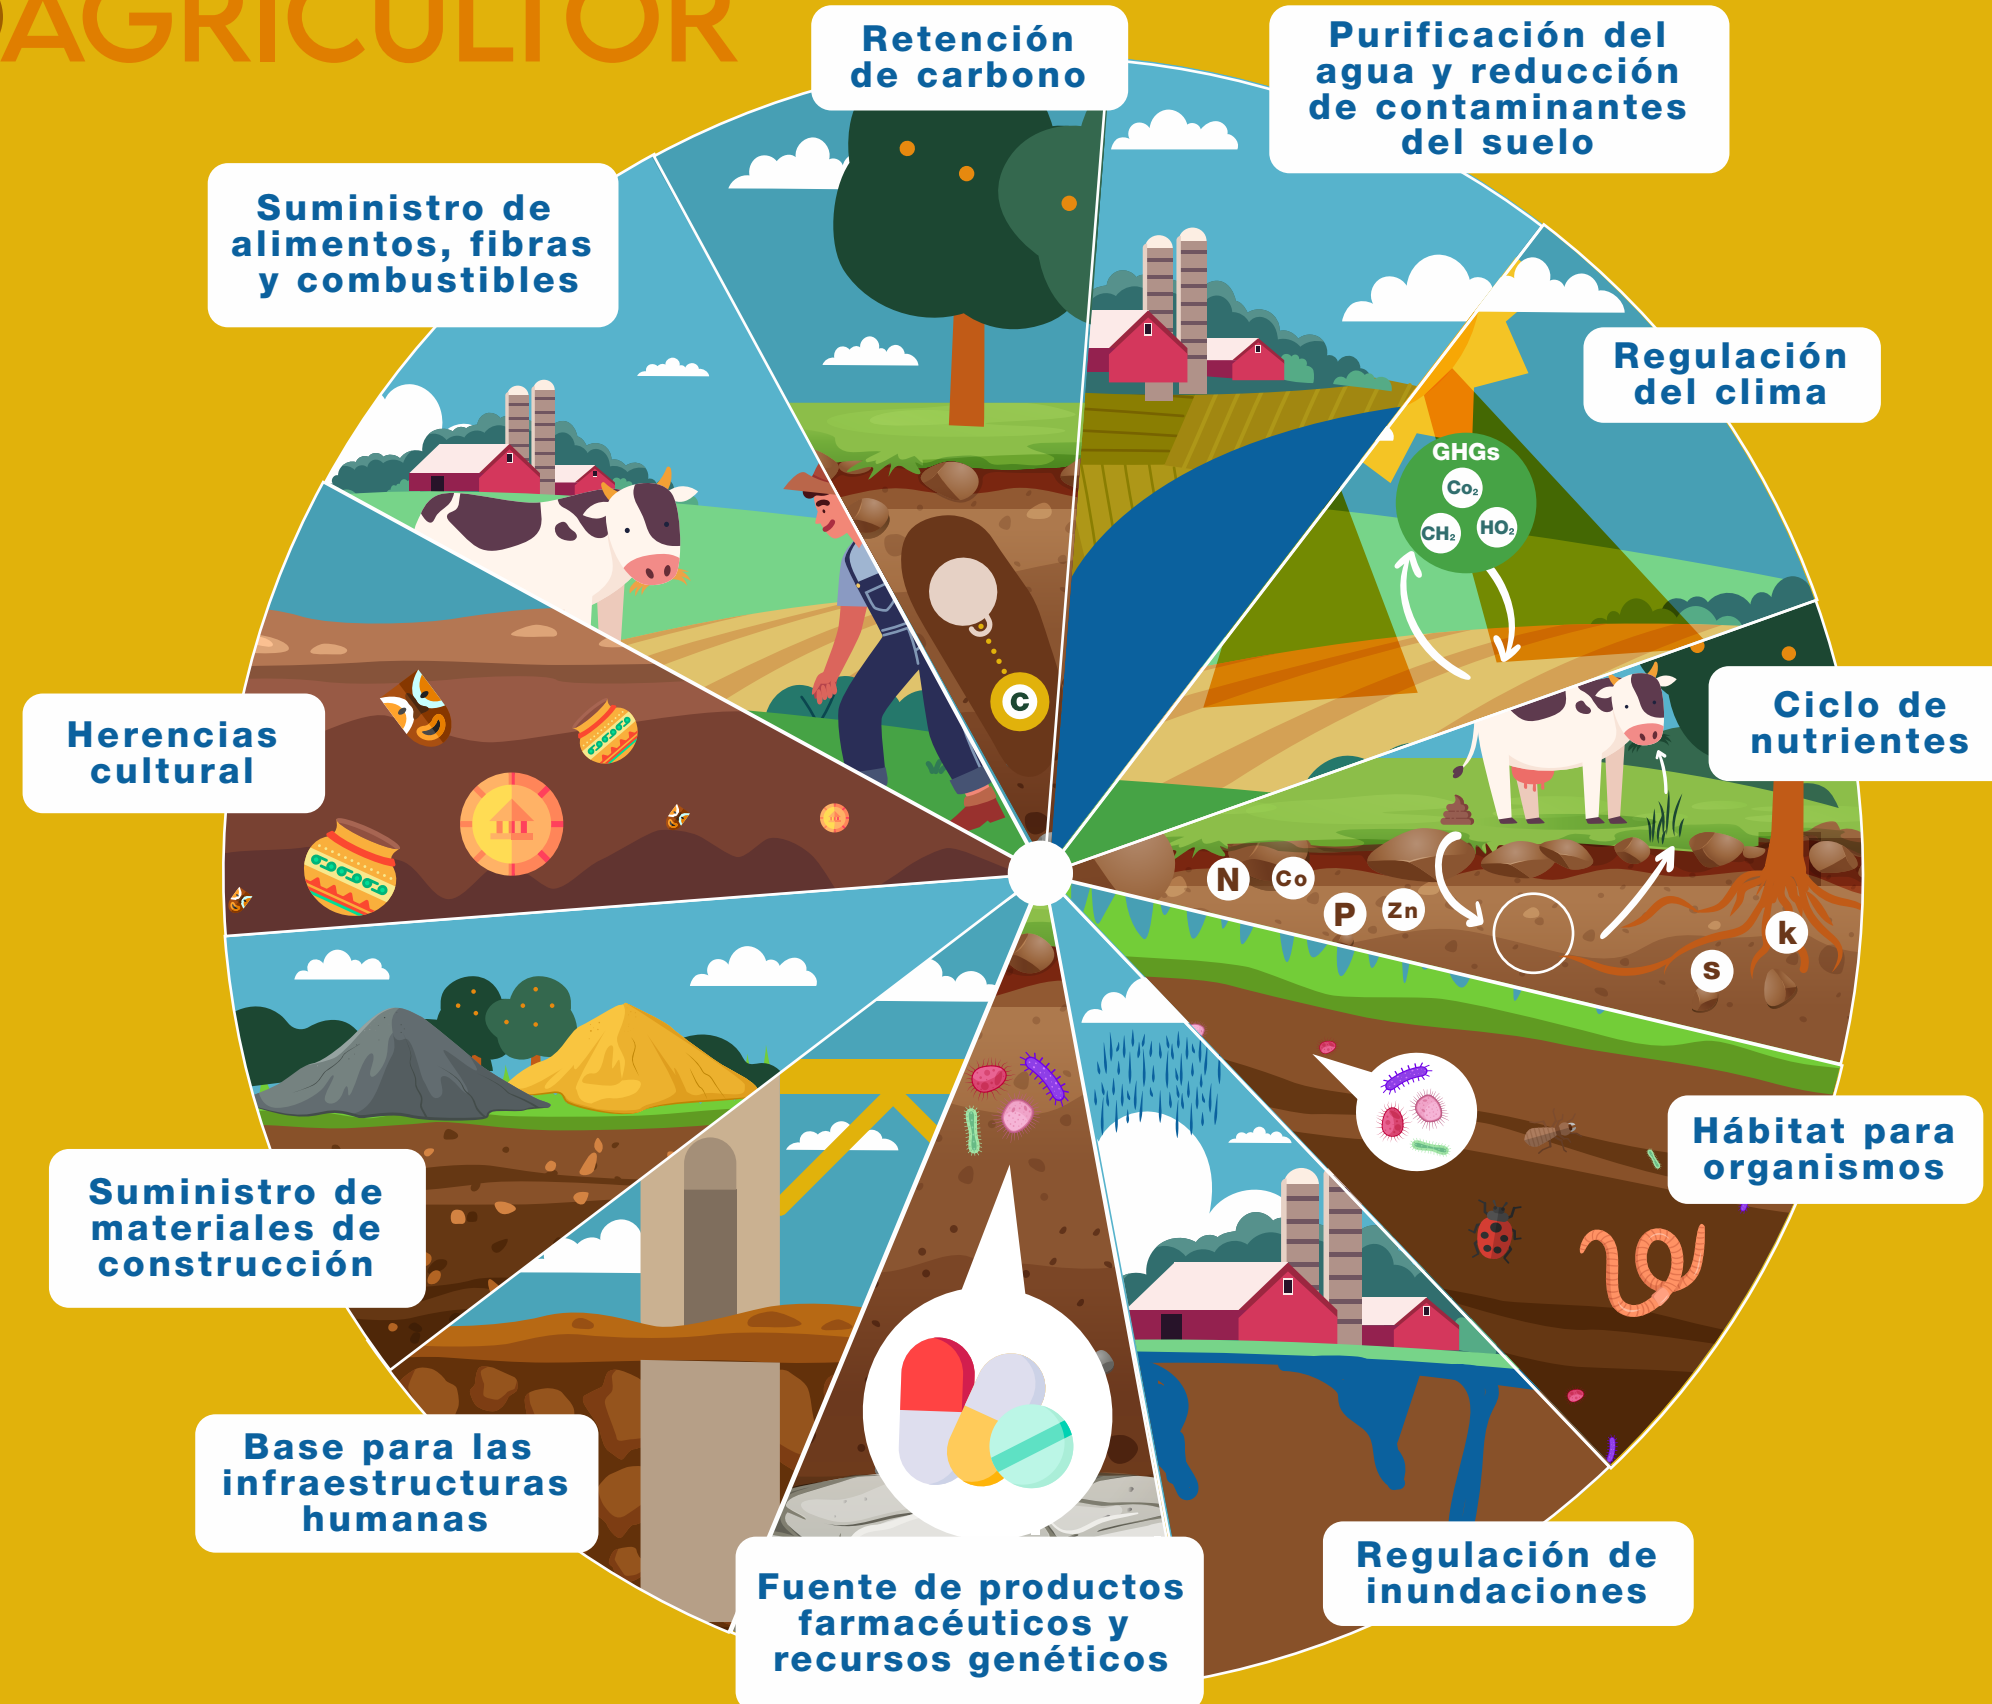 AGRICULTOR
Retención
de carbono
Purificación del
agua y reducción
de contaminantes
del suelo
Suministro de
alimentos, fibras
y combustibles
Regulación
del clima
GHGs
Co₂
CH₂
HO₂
C
Ciclo de
nutrientes
Herencias
cultural
N
Co
P
Zn
k
s
Hábitat para
organismos
Suministro de
materiales de
construcción
Base para las
infraestructuras
humanas
Regulación de
inundaciones
Fuente de productos
farmacéuticos y
recursos genéticos